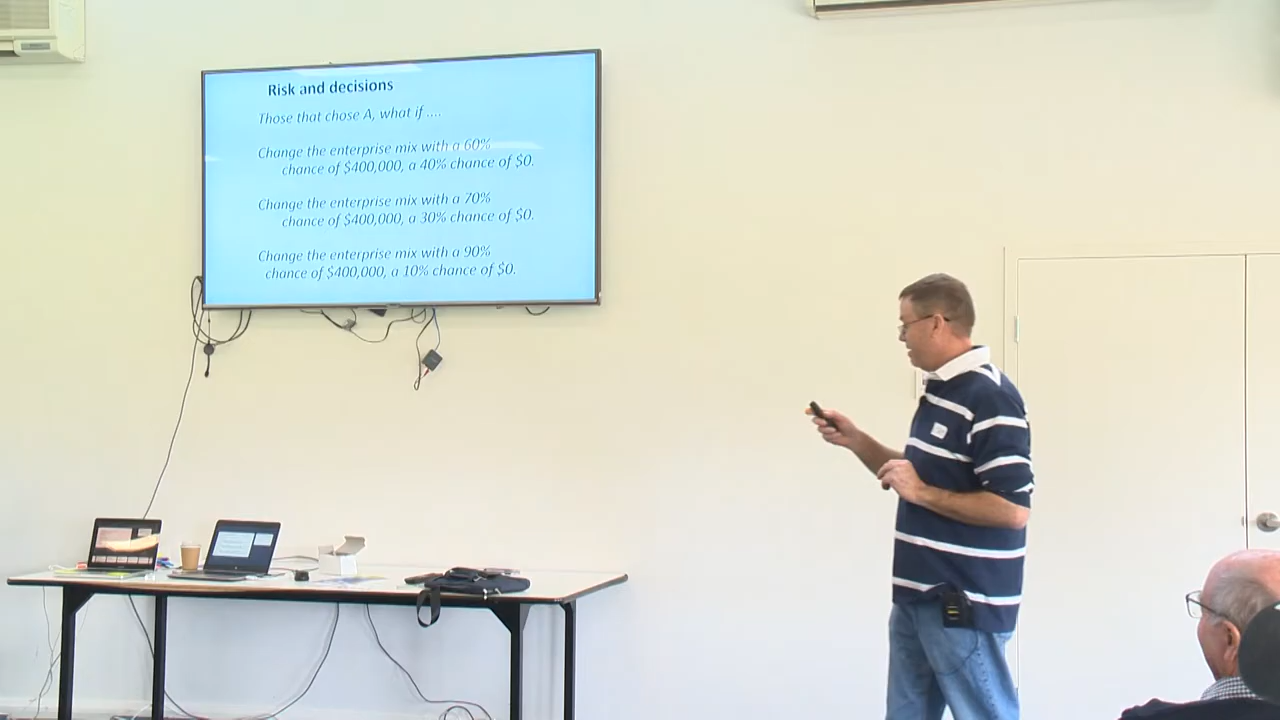 Risk and decisions
Those that chose A, what if ....
Change the enterprise mix with a 60%
chance of $400,000, a 40% chance of $0.
Change the enterprise mix with a 70%
chance of $400,000, a 30% chance of $0.
Change the enterprise mix with a 90%
chance of $400,000, a 10% chance of $0.